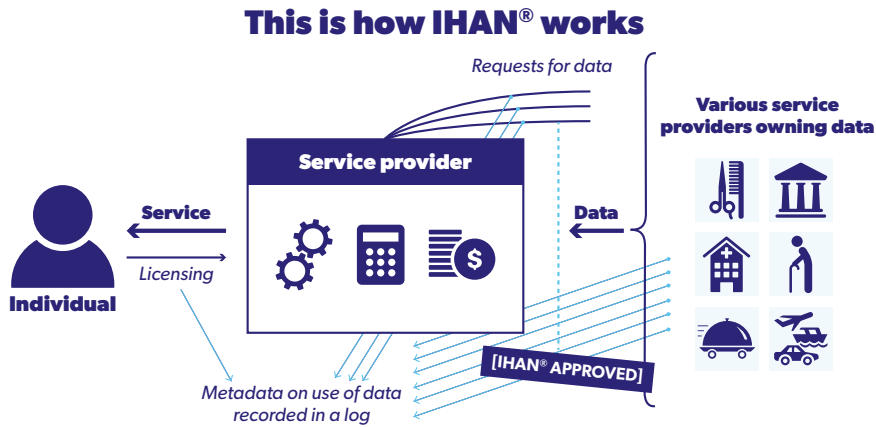 This is how IHAN® works
Requests for data
Various service
providers owning data
Service provider
Service
Data
Licensing
Individual
$
[IHAN® APPROVED]
Metadata on use of data
recorded in a log